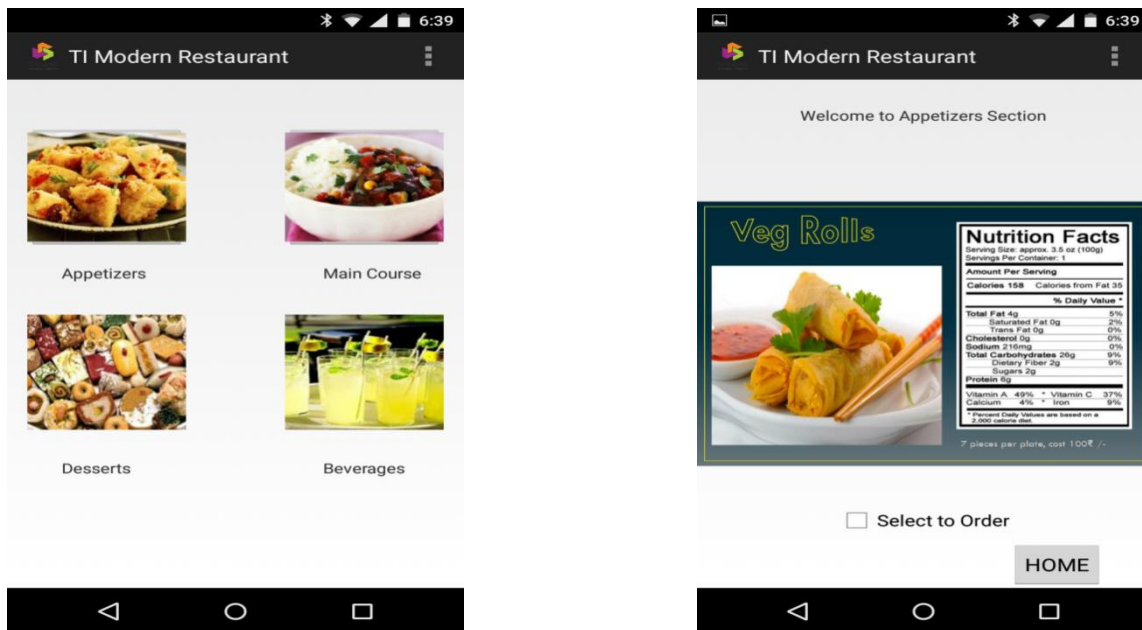 6:39
TI Modern Restaurant
Appetizers
Main Course
Desserts
Beverages
6:39
TI Modern Restaurant
Welcome to Appetizers Section
Veg Rolls
Nutrition Facts
Serving Size: approx. 3.5 oz (100g)
Servings Per Container: 1
Amount Per Serving
Calories 158 Calories from Fat 35
% Daily Value *
Total Fat 4g 5%
Saturated Fat 0g 2%
Trans Fat 0g 0%
Cholesterol 0g 0%
Sodium 216mg 0%
Total Carbohydrates 26g 9%
Dietary Fiber 2g 9%
Sugars 2g
Protein 6g
Vitamin A 49% * Vitamin C 37%
Calcium 4% * Iron 9%
* Percent Daily Values are based on a
2,000 calorie diet.
7 pieces per plate, cost 100₹ /-
Select to Order
HOME